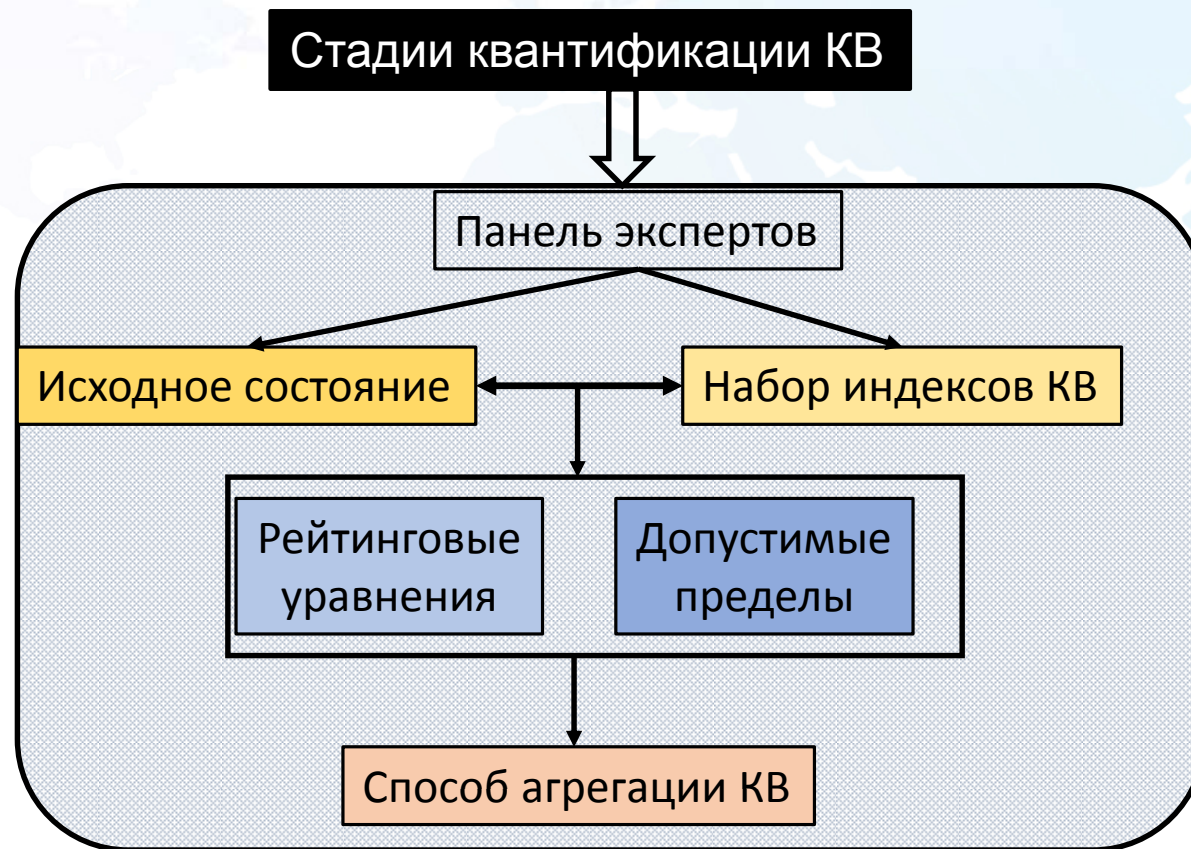 Стадии квантификации КВ
Панель экспертов
Исходное состояние
Набор индексов КВ
Рейтинговые
уравнения
Допустимые
пределы
Способ агрегации КВ